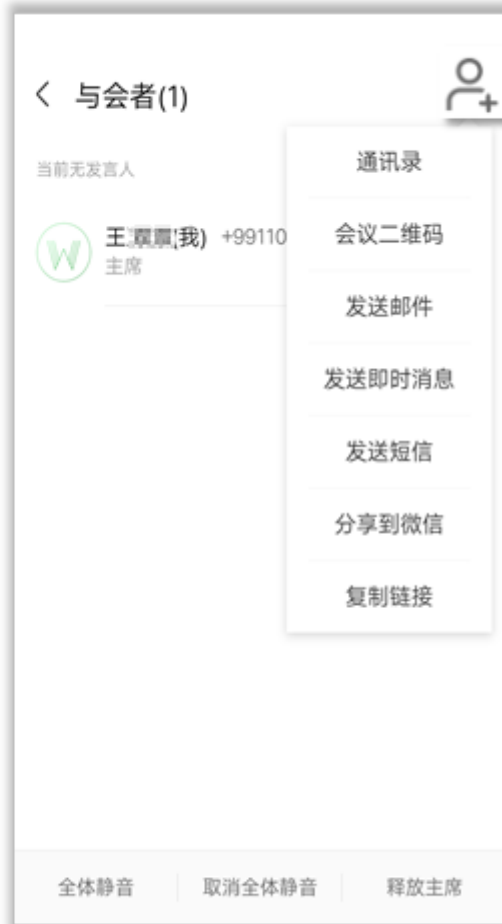 与会者(1)
通讯录
当前无发言人
会议二维码
王 (我) +99110
主席
发送邮件
发送即时消息
发送短信
分享到微信
复制链接
全体静音 取消全体静音 释放主席